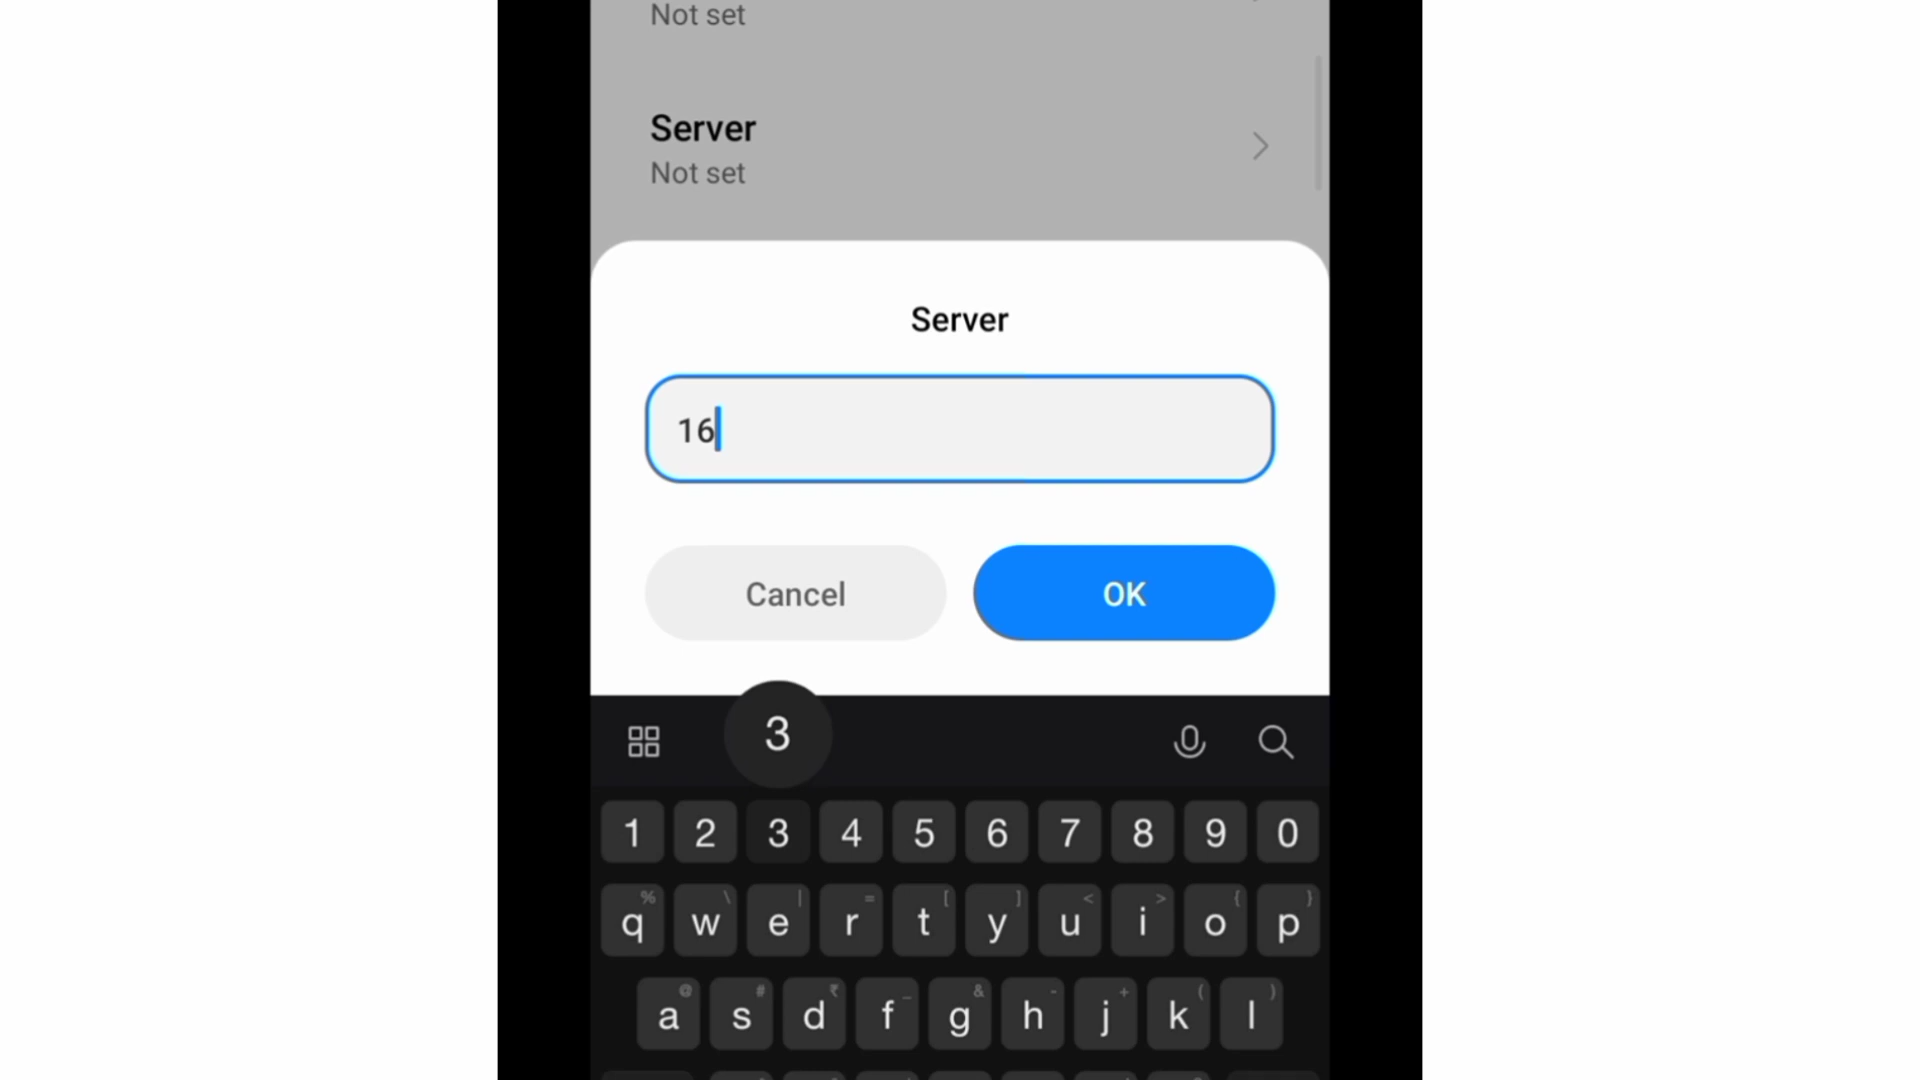 Not set
Server
Not set
Server
16
Cancel
OK
3
1 2 3 4 5 6 7 8 9 0
% \ | = [ ] < > { }
q w e r t y u i o p
@ # ₹ _ & - + ( )
a s d f g h j k l